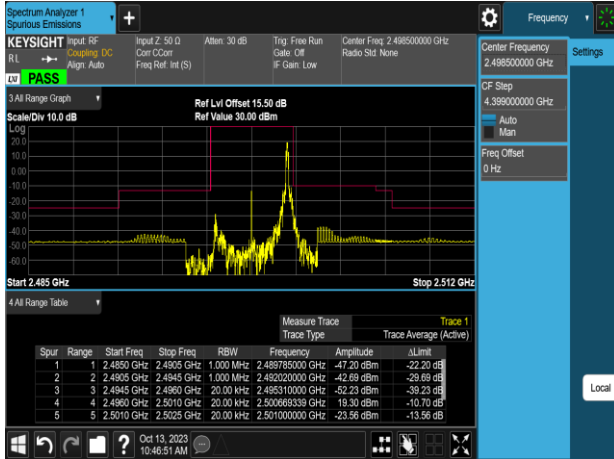 Spectrum Analyzer 1
Spurious Emissions
Frequency
KEYSIGHT Input: RF Input Z: 50 Ω Atten: 30 dB Trig: Free Run Center Freq: 2.498500000 GHz
RL Coupling: DC Corr CCorr Gate: Off Radio Std: None
Align: Auto Freq Ref: Int (S) IF Gain: Low
LXI PASS
Center Frequency
2.498500000 GHz
Settings
CF Step
4.399000000 GHz
Auto
Man
Freq Offset
0 Hz
3 All Range Graph
Ref Lvl Offset 15.50 dB
Scale/Div 10.0 dB Ref Value 30.00 dBm
Log
20.0
10.0
0.00
-10.0
-20.0
-30.0
-40.0
-50.0
-60.0
Start 2.485 GHz Stop 2.512 GHz
4 All Range Table
Measure Trace Trace 1
Trace Type Trace Average (Active)
Spur Range Start Freq Stop Freq RBW Frequency Amplitude ΔLimit
1 1 2.4850 GHz 2.4905 GHz 1.000 MHz 2.489785000 GHz -47.20 dBm -22.20 dB
2 2 2.4905 GHz 2.4945 GHz 1.000 MHz 2.492020000 GHz -42.69 dBm -29.69 dB
3 3 2.4945 GHz 2.4960 GHz 20.00 kHz 2.495310000 GHz -52.23 dBm -39.23 dB
4 4 2.4960 GHz 2.5010 GHz 20.00 kHz 2.500669339 GHz 19.30 dBm -10.70 dB
5 5 2.5010 GHz 2.5025 GHz 20.00 kHz 2.501000000 GHz -23.56 dBm -13.56 dB
Local
? Oct 13, 2023
10:46:51 AM